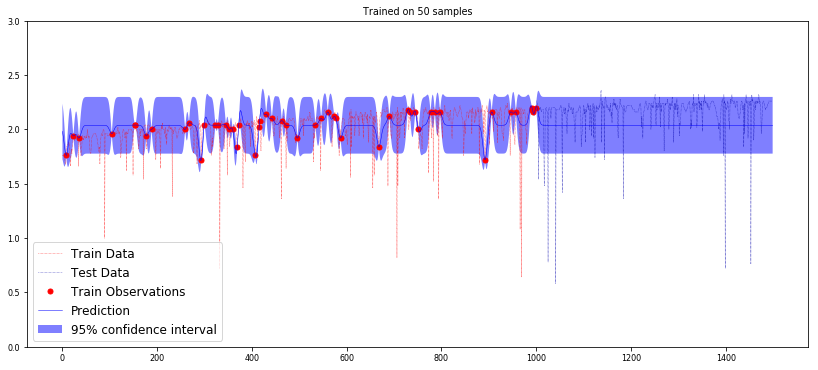 Trained on 50 samples
3.0
2.5
2.0
1.5
1.0
0.5
0.0
Train Data
Test Data
Train Observations
Prediction
95% confidence interval
0
200
400
600
800
1000
1200
1400